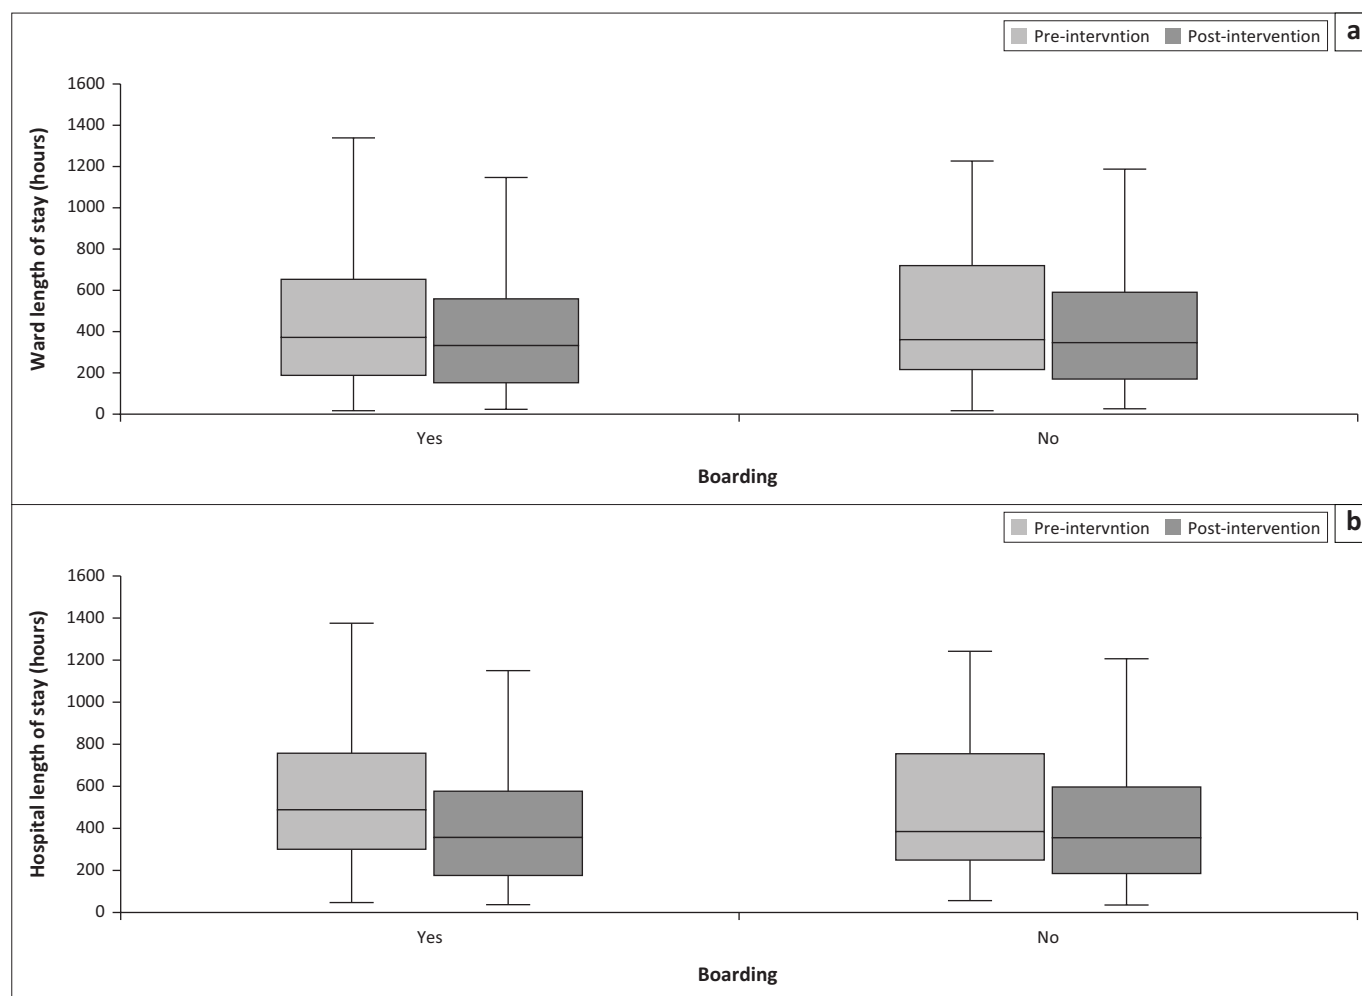 a
Pre-intervntion Post-intervention
1600
1400
1200
1000
800
600
400
200
0
Ward length of stay (hours)
Yes No
Boarding
b
Pre-intervntion Post-intervention
1600
1400
1200
1000
800
600
400
200
0
Hospital length of stay (hours)
Yes No
Boarding